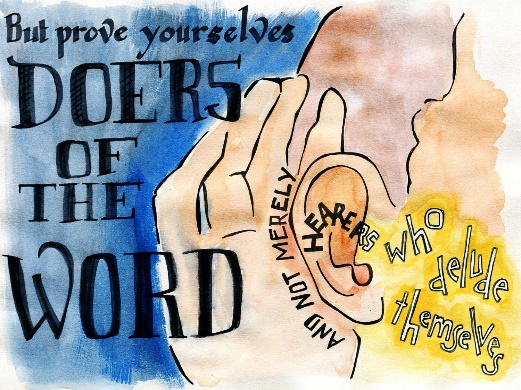 But prove yourselves
DOERS
OF
THE
WORD
AND NOT MERELY
HEARERS
who
delude
themselves